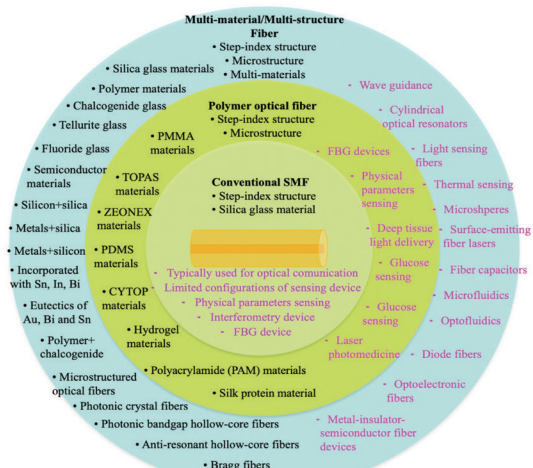 Multi-material/Multi-structure
Fiber
• Step-index structure
• Microstructure
• Multi-materials
• Silica glass materials
• Polymer materials
• Chalcogenide glass
• Tellurite glass
• Fluoride glass
• Semiconductor
materials
• Silicon+silica
• Metals+silica
• Metals+silicon
• Incorporated
with Sn, In, Bi
• Eutectics of
Au, Bi and Sn
• Polymer+
chalcogenide
• Microstructured
optical fibers
• Photonic crystal fibers
• Photonic bandgap hollow-core fibers
• Anti-resonant hollow-core fibers
• Bragg fibers
- Wave guidance
- Cylindrical
optical resonators
- Light sensing
fibers
- Thermal sensing
- Microshperes
- Surface-emitting
fiber lasers
- Fiber capacitors
- Microfluidics
- Optofluidics
- Diode fibers
- Optoelectronic
fibers
- Metal-insulator-
semiconductor fiber
devices
Polymer optical fiber
• Step-index structure
• Microstructure
• PMMA
materials
• TOPAS
materials
• ZEONEX
materials
• PDMS
materials
• CYTOP
materials
• Hydrogel
materials
• Polyacrylamide (PAM) materials
• Silk protein material
- FBG devices
- Physical
parameters
sensing
- Deep tissue
light delivery
- Glucose
sensing
- Glucose
sensing
- Laser
photomedicine
Conventional SMF
• Step-index structure
• Silica glass material
- Typically used for optical comunication
- Limited configurations of sensing device
- Physical parameters sensing
- Interferometry device
- FBG device